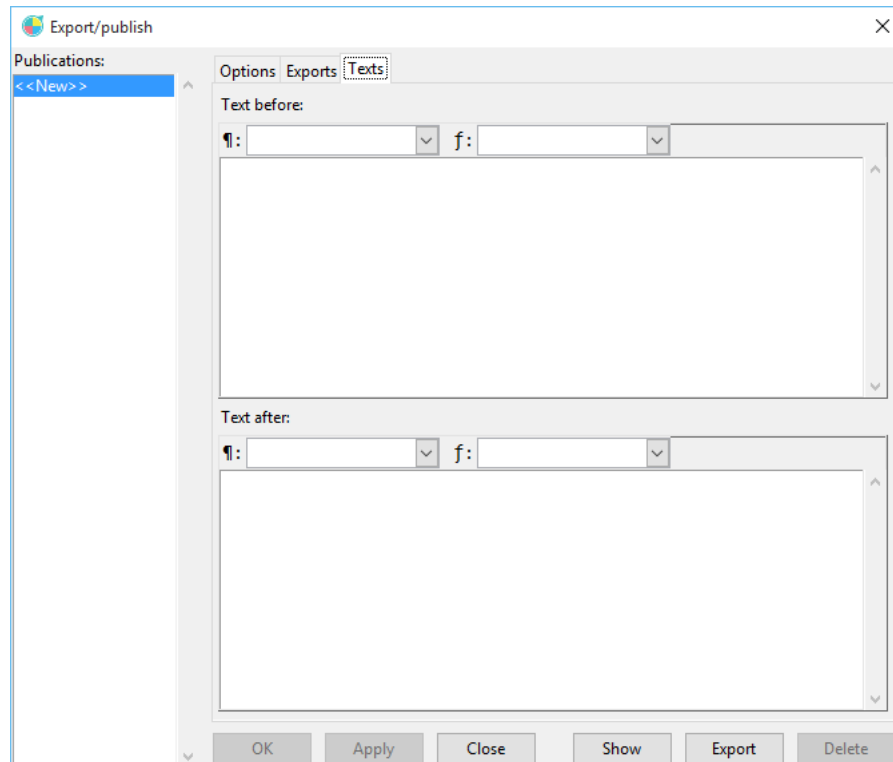 Export/publish
Publications:
<<New>>
Options Exports Texts
Text before:
¶: ƒ:
Text after:
¶: ƒ:
OK Apply Close Show Export Delete